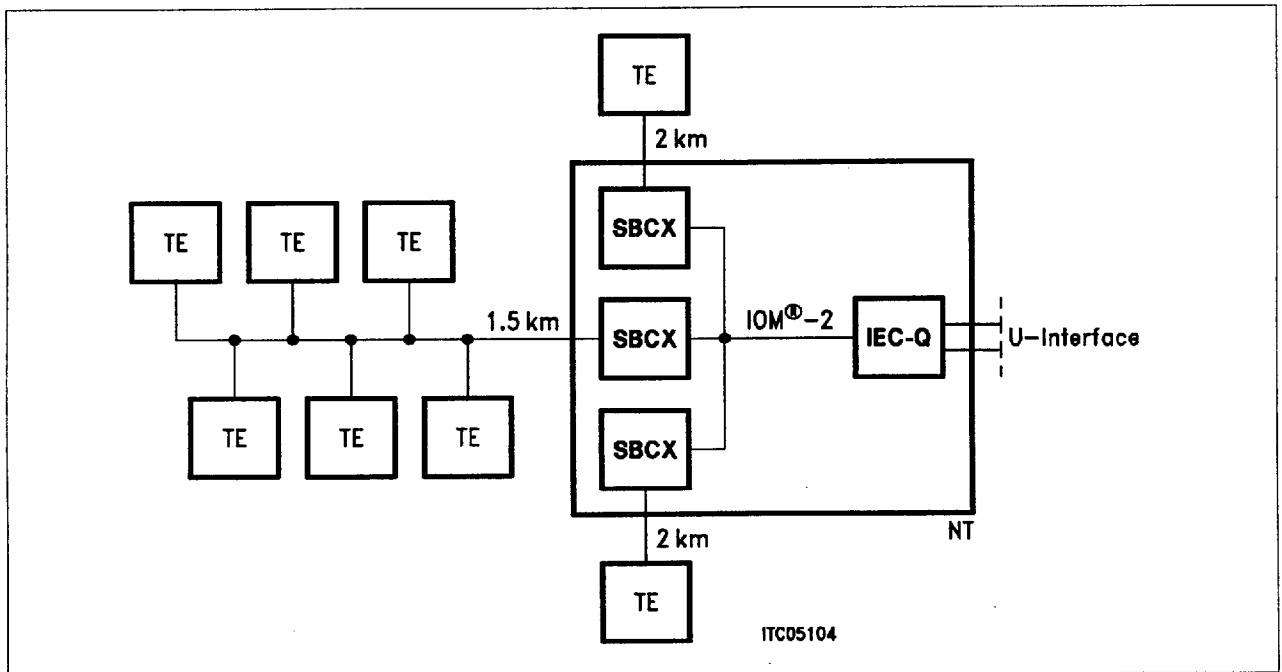 TE
2 km
SBCX
TE
TE
TE
1.5 km
SBCX
IOM®-2
IEC-Q
U-Interface
TE
TE
TE
SBCX
NT
2 km
TE
ITC05104